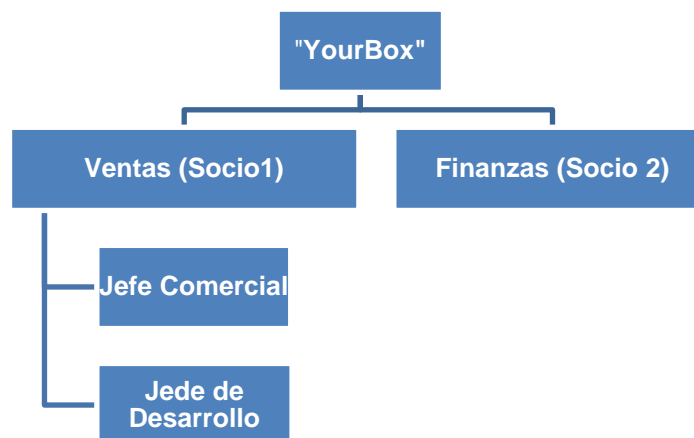 "YourBox"
Ventas (Socio1)
Finanzas (Socio 2)
Jefe Comercial
Jede de
Desarrollo